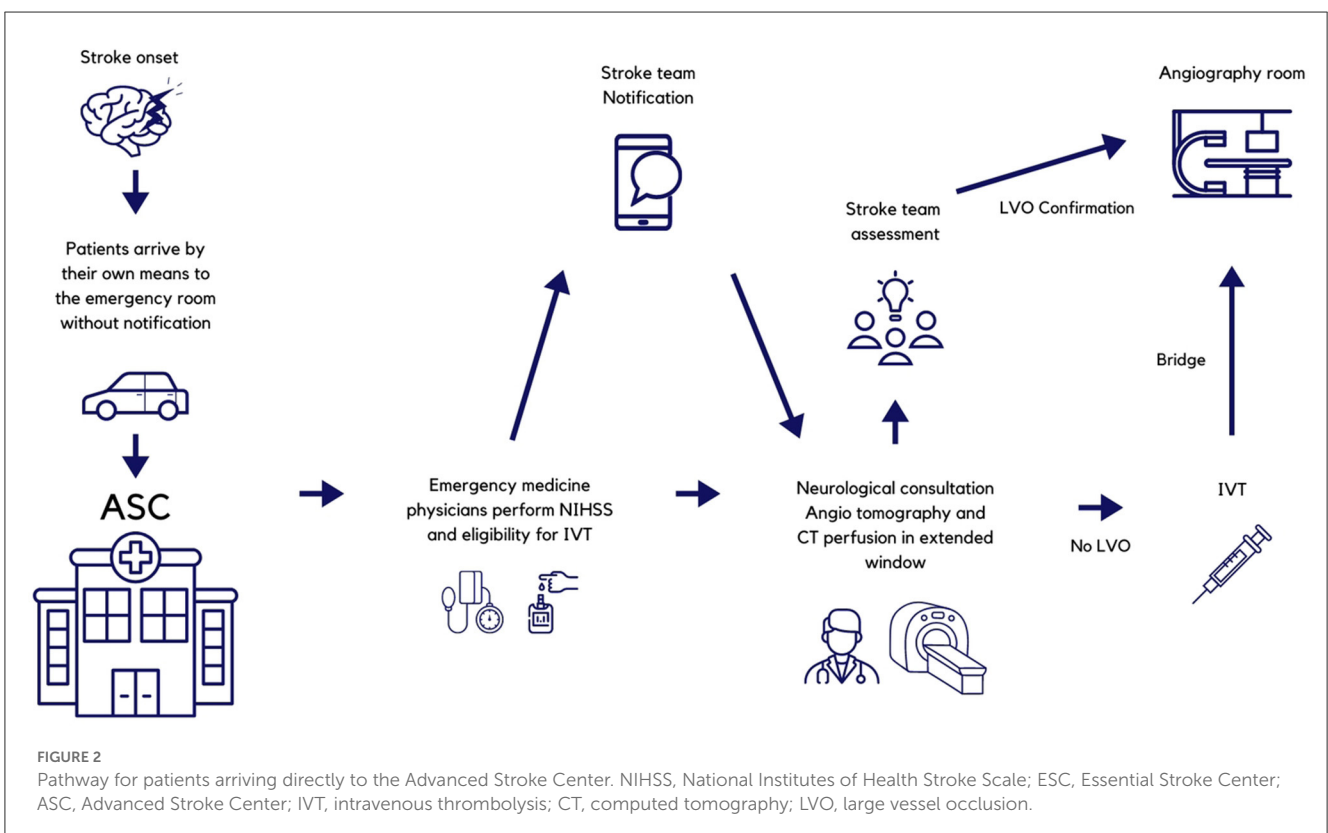 Stroke onset
Patients arrive by
their own means to
the emergency room
without notification
ASC
Emergency medicine
physicians perform NIHSS
and eligibility for IVT
Stroke team
Notification
Neurological consultation
Angio tomography and
CT perfusion in extended
window
Stroke team
assessment
LVO Confirmation
Angiography room
No LVO
IVT
Bridge
FIGURE 2
Pathway for patients arriving directly to the Advanced Stroke Center. NIHSS, National Institutes of Health Stroke Scale; ESC, Essential Stroke Center;
ASC, Advanced Stroke Center; IVT, intravenous thrombolysis; CT, computed tomography; LVO, large vessel occlusion.